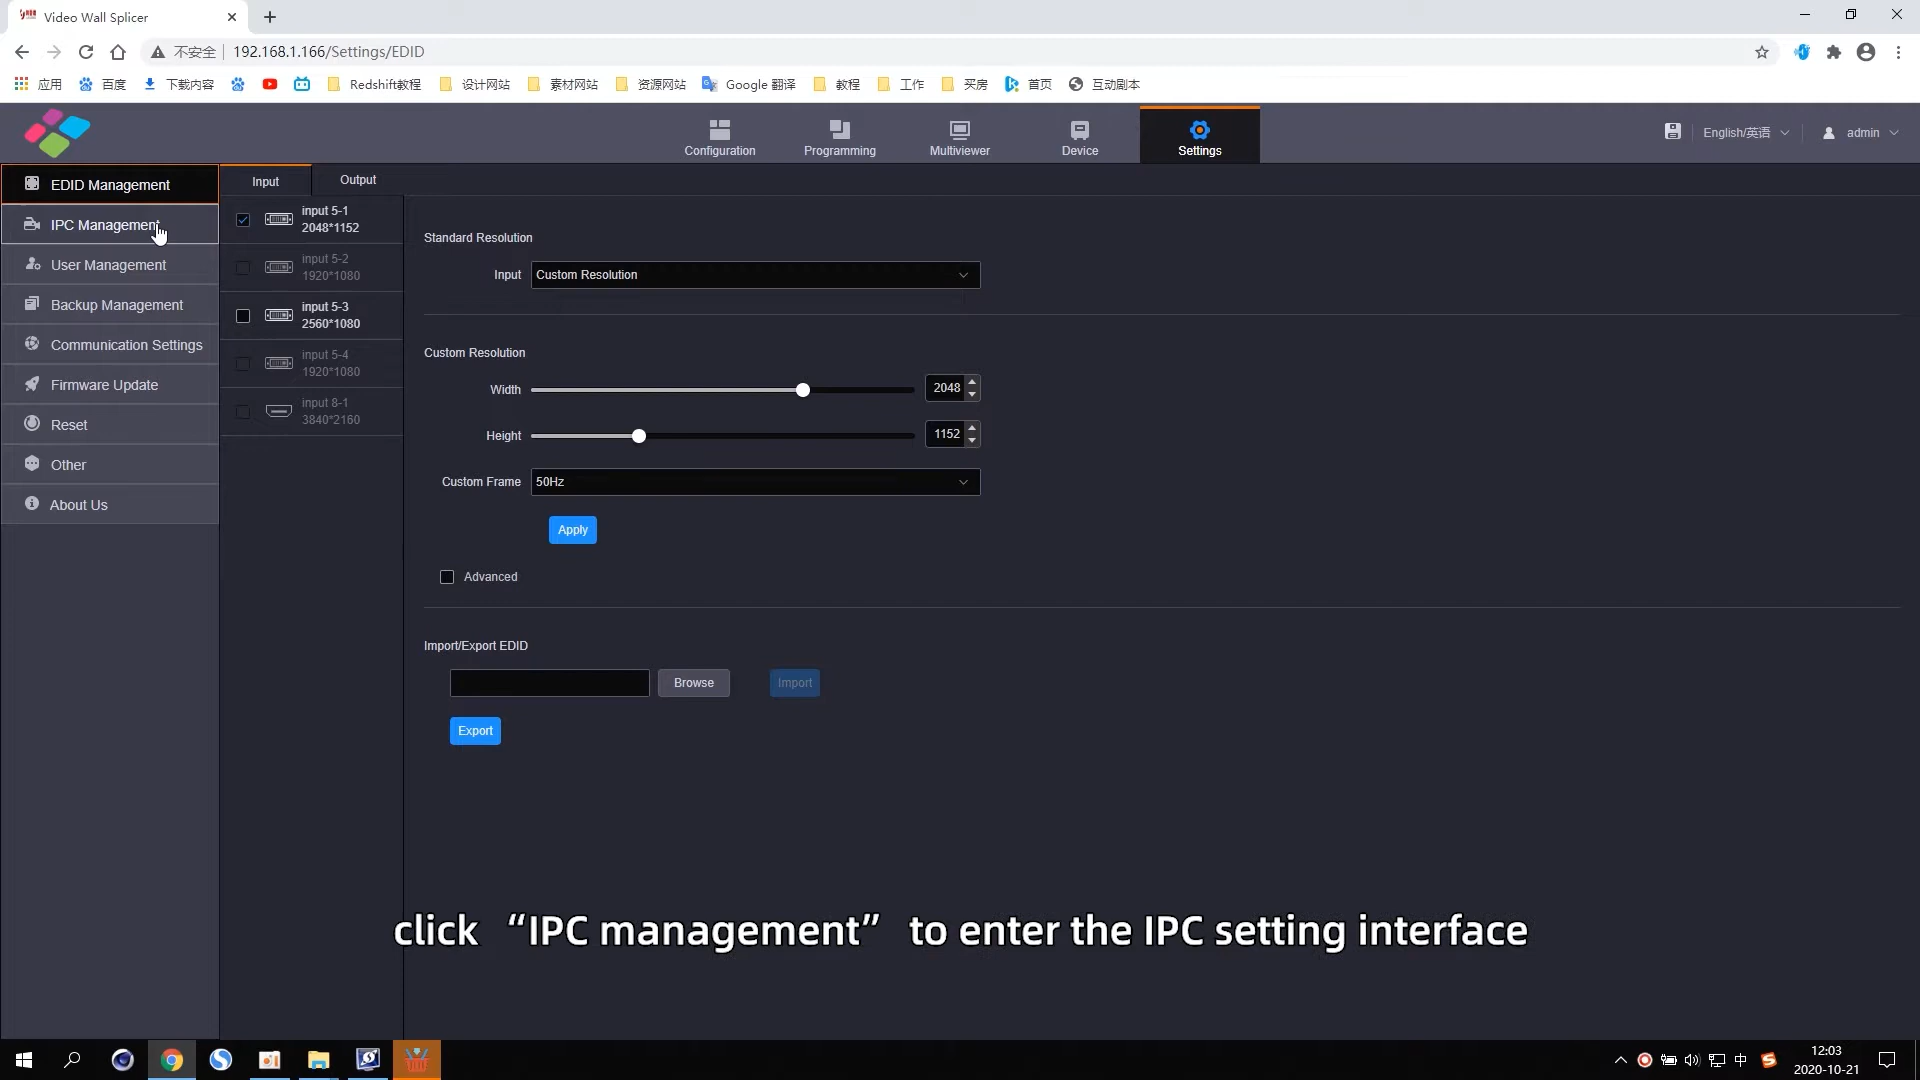 Video Wall Splicer
不安全 192.168.1.166/Settings/EDID
应用 百度 下载内容 Redshift教程 设计网站 素材网站 资源网站 Google 翻译 教程 工作 买房 首页 互动剧本
Configuration Programming Multiviewer Device Settings
English/英语 admin
EDID Management
IPC Management
User Management
Backup Management
Communication Settings
Firmware Update
Reset
Other
About Us
Input Output
input 5-1
2048*1152
input 5-2
1920*1080
input 5-3
2560*1080
input 5-4
1920*1080
input 8-1
3840*2160
Standard Resolution
Input Custom Resolution
Custom Resolution
Width 2048
Height 1152
Custom Frame 50Hz
Apply
Advanced
Import/Export EDID
Browse Import
Export
click “IPC management” to enter the IPC setting interface
中
12:03
2020-10-21